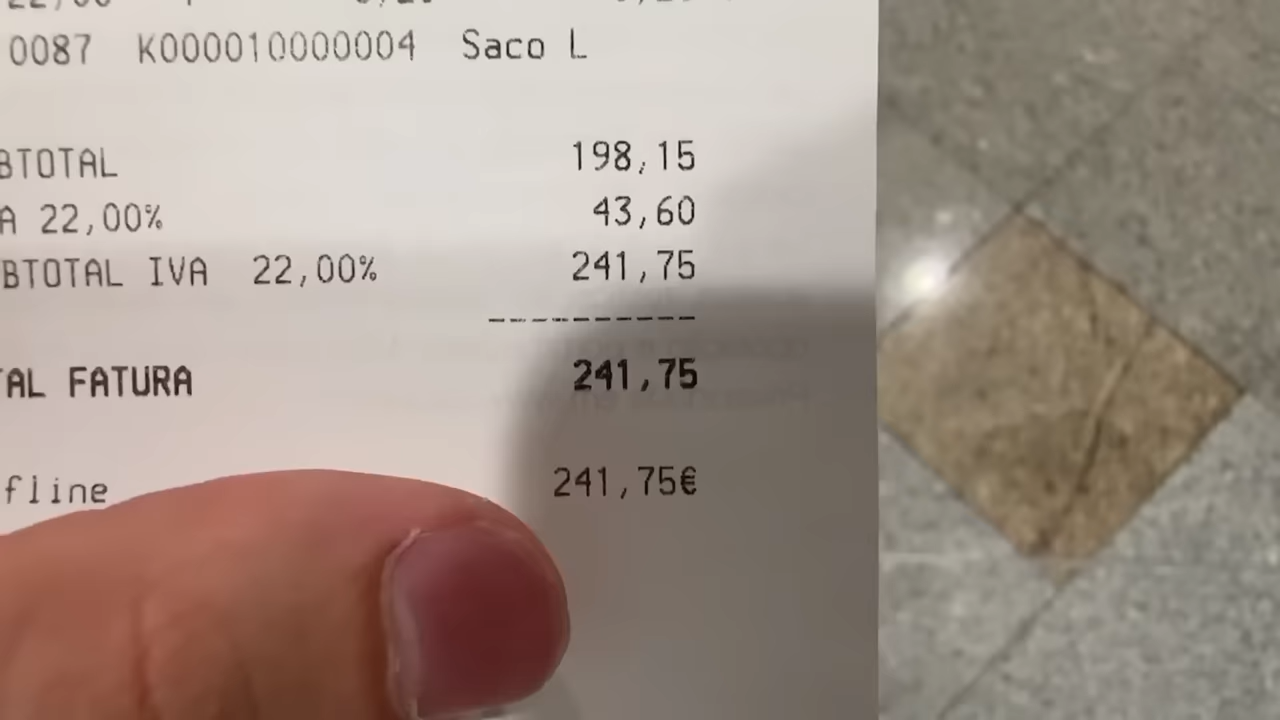 0087 K000010000004 Saco L
BTOTAL 198,15
A 22,00% 43,60
BTOTAL IVA 22,00% 241,75
----------
AL FATURA 241,75
fline 241,75€